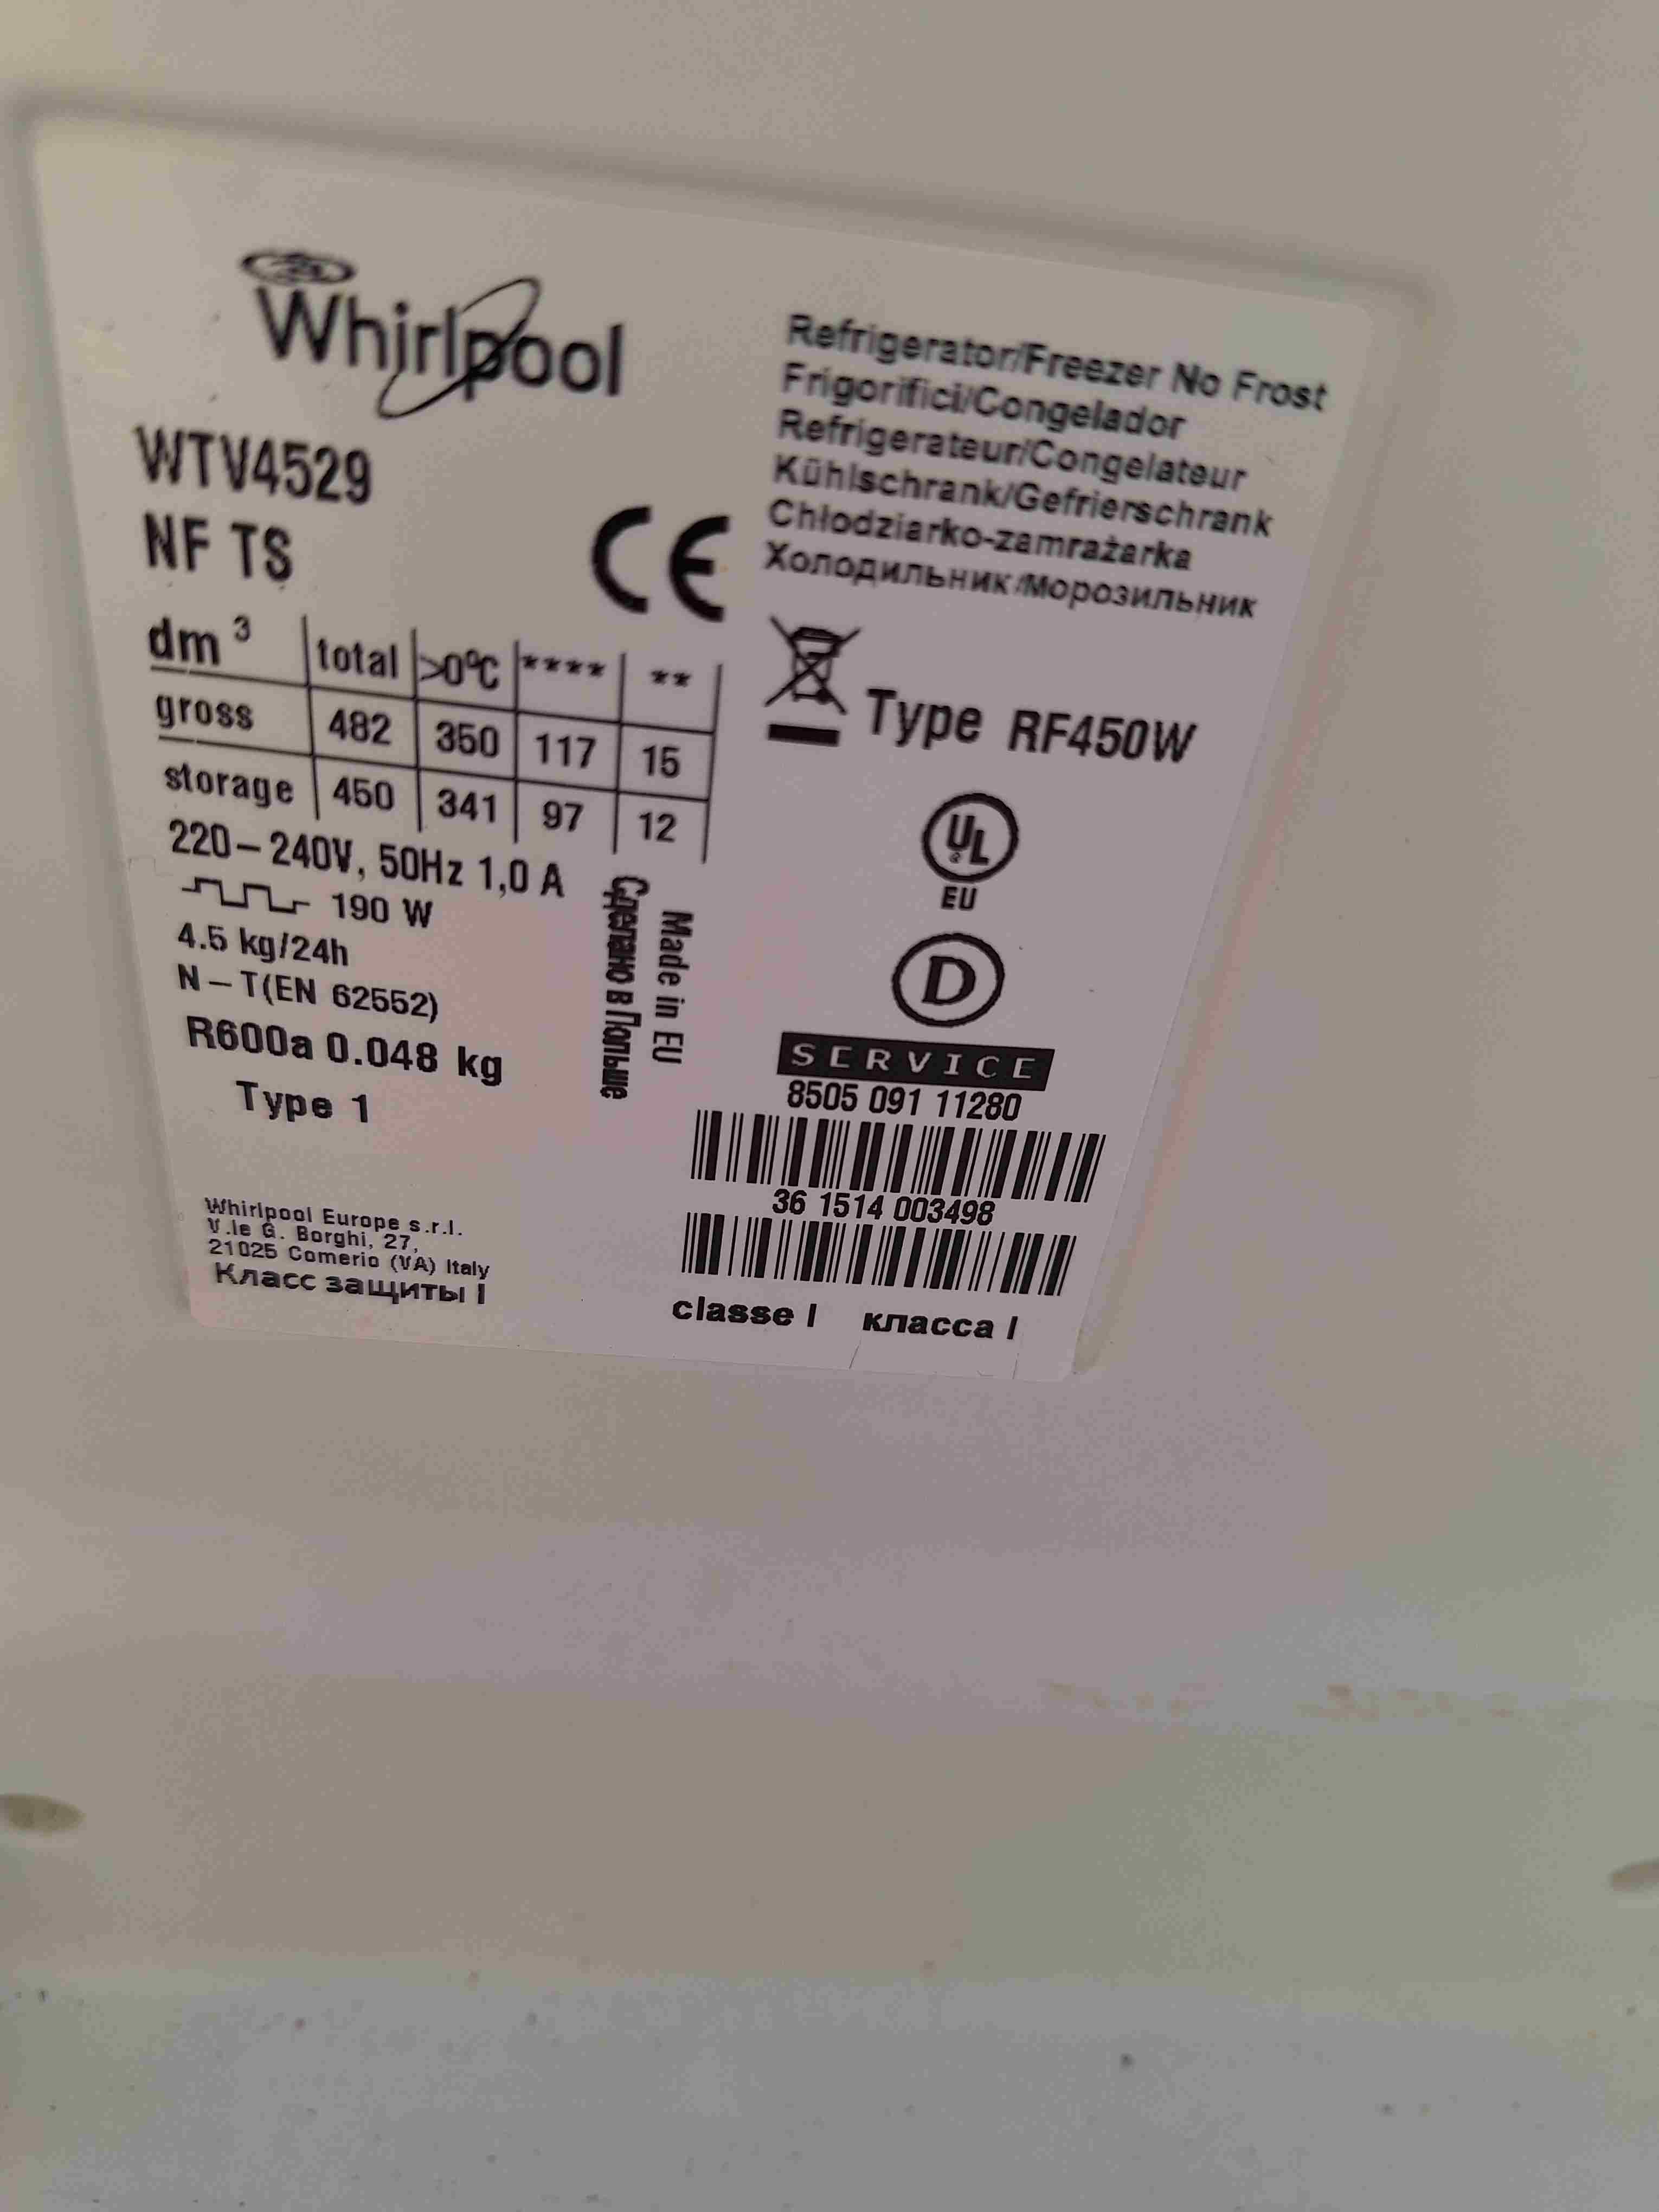 Whirlpool
WTV4529
NF TS
CE
dm³ total >0°C **** **
gross 482 350 117 15
storage 450 341 97 12
220–240V, 50Hz 1,0 A
190 W
4.5 kg/24h
N–T(EN 62552)
R600a 0.048 kg
Type 1
Сделано в Польше
Made in EU
Whirlpool Europe s.r.l.
V.le G. Borghi, 27,
21025 Comerio (VA) Italy
Класс защиты I
Refrigerator/Freezer No Frost
Frigorifici/Congelador
Refrigerateur/Congelateur
Kühlschrank/Gefrierschrank
Chłodziarko-zamrażarka
Холодильник/Морозильник
Type RF450W
UL
EU
D
SERVICE
8505 091 11280
36 1514 003498
classe I класса I